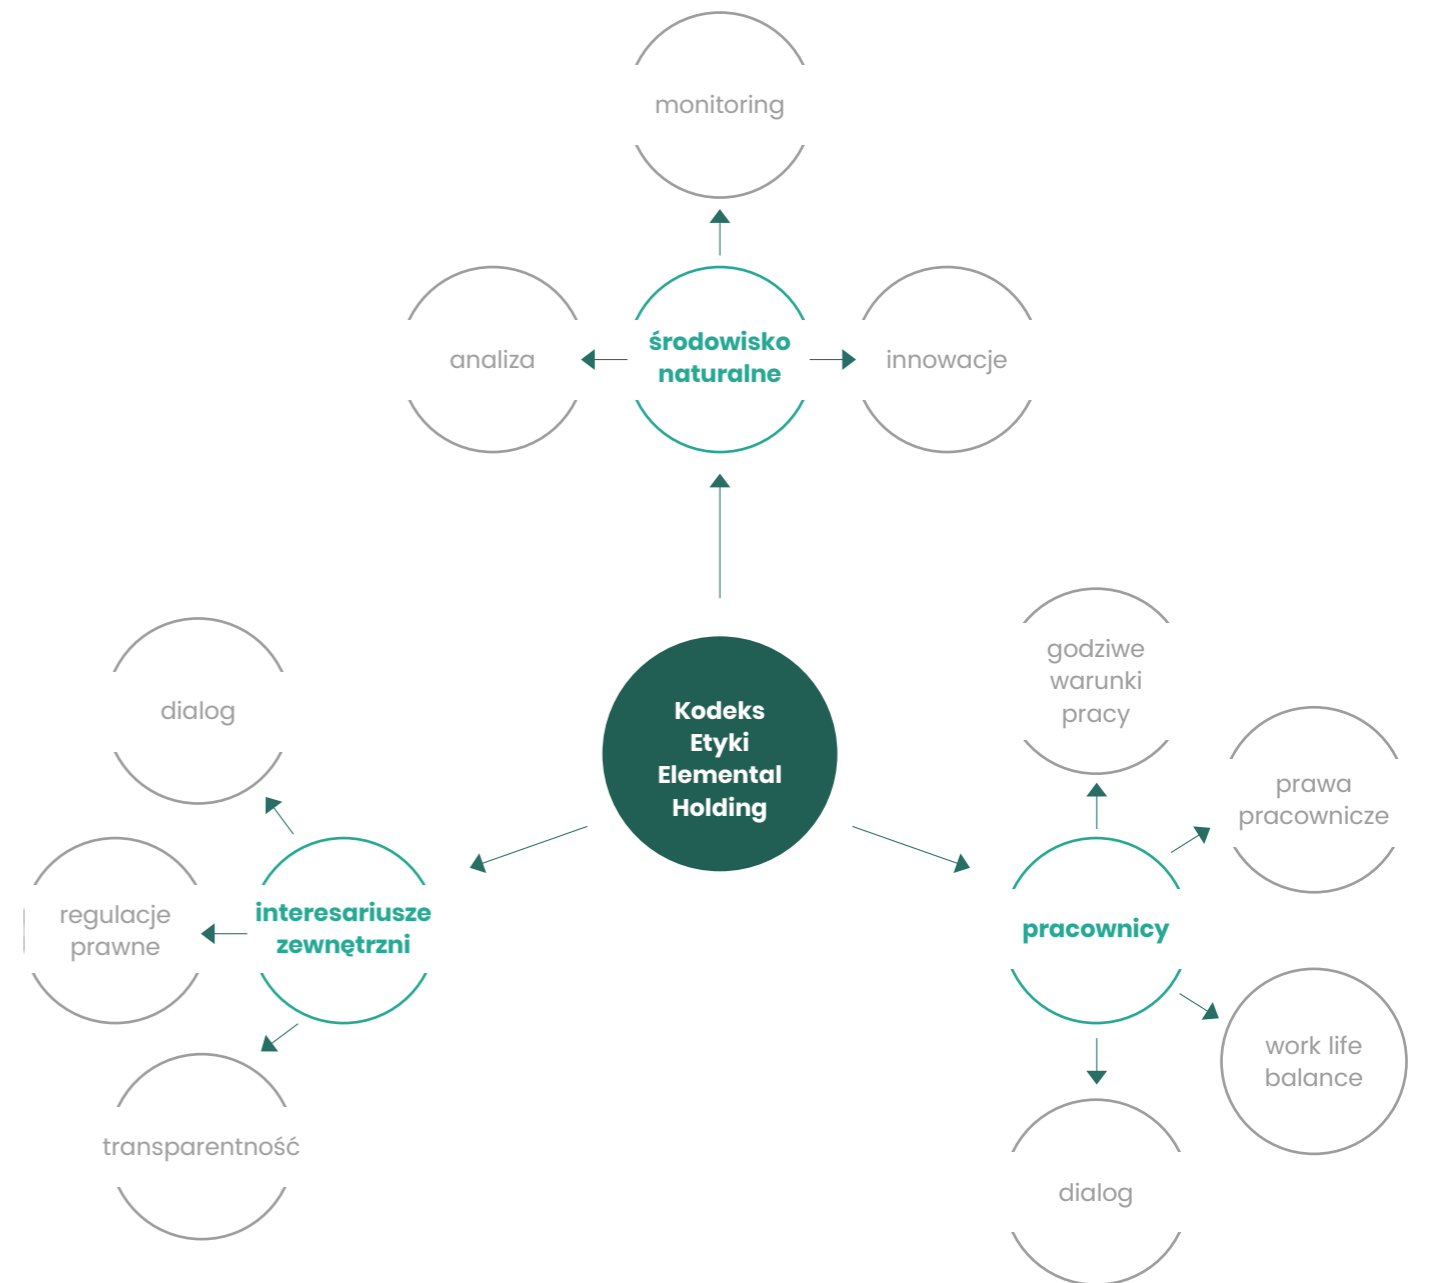 monitoring
analiza
środowisko
naturalne
innowacje
Kodeks
Etyki
Elemental
Holding
dialog
regulacje
prawne
interesariusze
zewnętrzni
transparentność
godziwe
warunki
pracy
prawa
pracownicze
pracownicy
work life
balance
dialog